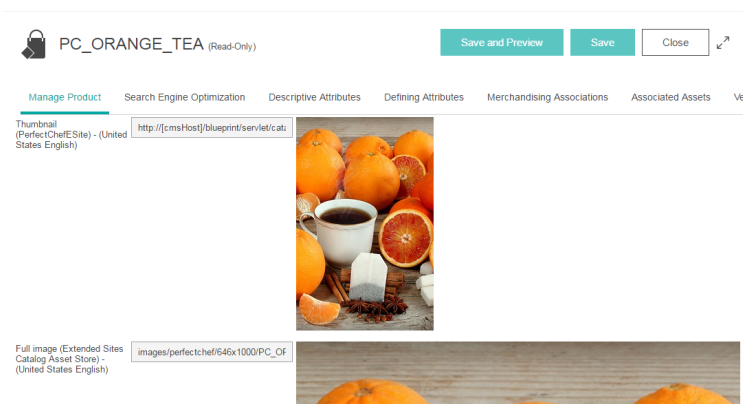 PC_ORANGE_TEA (Read-Only)
Save and Preview
Save
Close
Manage Product
Search Engine Optimization
Descriptive Attributes
Defining Attributes
Merchandising Associations
Associated Assets
Ve
Thumbnail
(PerfectChefESite) - (United
States English)
http://[cmsHost]/blueprint/servlet/cata
Full image (Extended Sites
Catalog Asset Store) -
(United States English)
images/perfectchef/646x1000/PC_OF